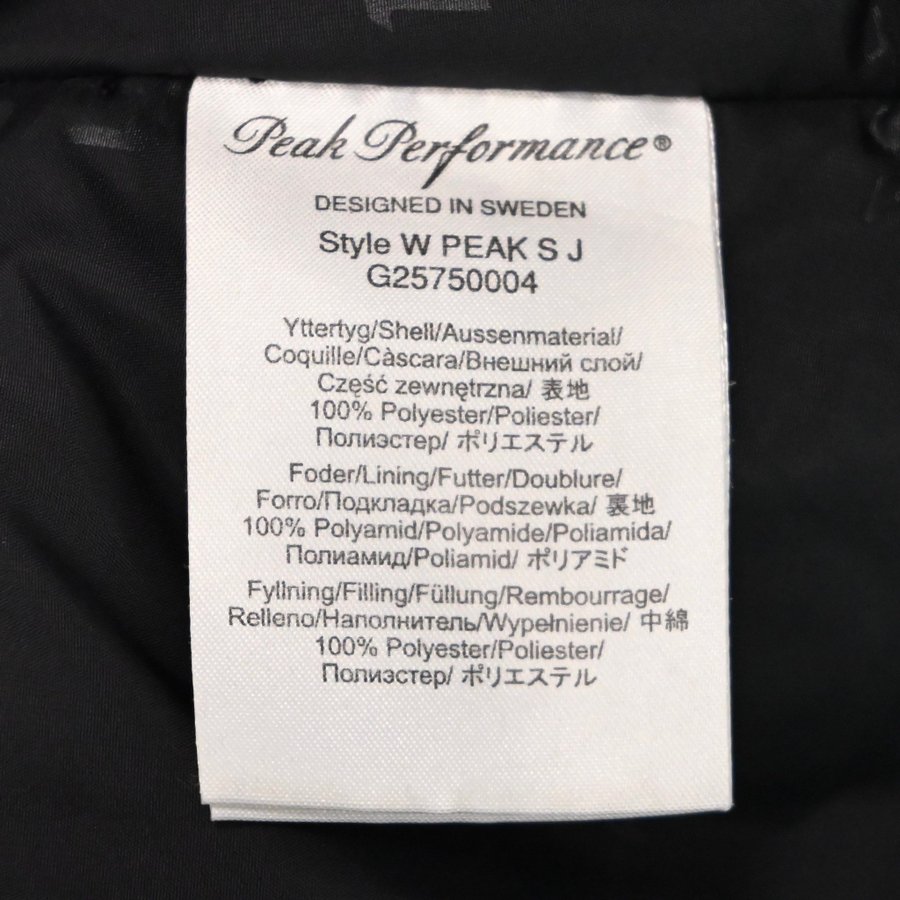 Peak Performance®
DESIGNED IN SWEDEN
Style W PEAK S J
G25750004
Yttertyg/Shell/Aussenmaterial/
Coquille/Càscara/Внешний слой/
Część zewnętrzna/ 表地
100% Polyester/Poliester/
Полиэстер/ ポリエステル
Foder/Lining/Futter/Doublure/
Forro/Подкладка/Podszewka/ 裏地
100% Polyamid/Polyamide/Poliamida/
Полиамид/Poliamid/ ポリアミド
Fyllning/Filling/Füllung/Rembourrage/
Relleno/Наполнитель/Wypełnienie/ 中綿
100% Polyester/Poliester/
Полиэстер/ ポリエステル